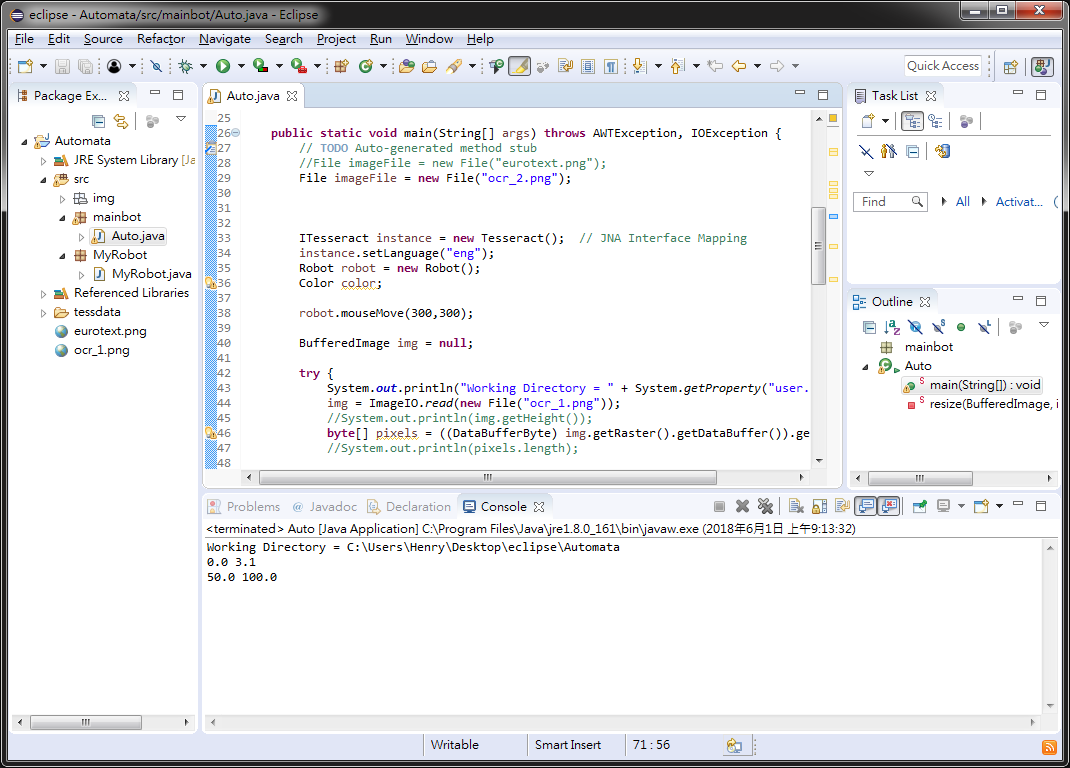 eclipse - Automata/src/mainbot/Auto.java - Eclipse
File Edit Source Refactor Navigate Search Project Run Window Help
Quick Access
Package Ex...
Automata
JRE System Library [Ja
src
img
mainbot
Auto.java
MyRobot
MyRobot.java
Referenced Libraries
tessdata
eurotext.png
ocr_1.png
Auto.java
25
26 public static void main(String[] args) throws AWTException, IOException {
27 // TODO Auto-generated method stub
28 //File imageFile = new File("eurotext.png");
29 File imageFile = new File("ocr_2.png");
30
31
32
33 ITesseract instance = new Tesseract(); // JNA Interface Mapping
34 instance.setLanguage("eng");
35 Robot robot = new Robot();
36 Color color;
37
38 robot.mouseMove(300,300);
39
40 BufferedImage img = null;
41
42 try {
43 System.out.println("Working Directory = " + System.getProperty("user.
44 img = ImageIO.read(new File("ocr_1.png"));
45 //System.out.println(img.getHeight());
46 byte[] pixels = ((DataBufferByte) img.getRaster().getDataBuffer()).ge
47 //System.out.println(pixels.length);
48
Task List
Find All Activat...
Outline
mainbot
Auto
main(String[]) : void
resize(BufferedImage, i
Problems Javadoc Declaration Console
<terminated> Auto [Java Application] C:\Program Files\Java\jre1.8.0_161\bin\javaw.exe (2018年6月1日 上午9:13:32)
Working Directory = C:\Users\Henry\Desktop\eclipse\Automata
0.0 3.1
50.0 100.0
Writable Smart Insert 71 : 56